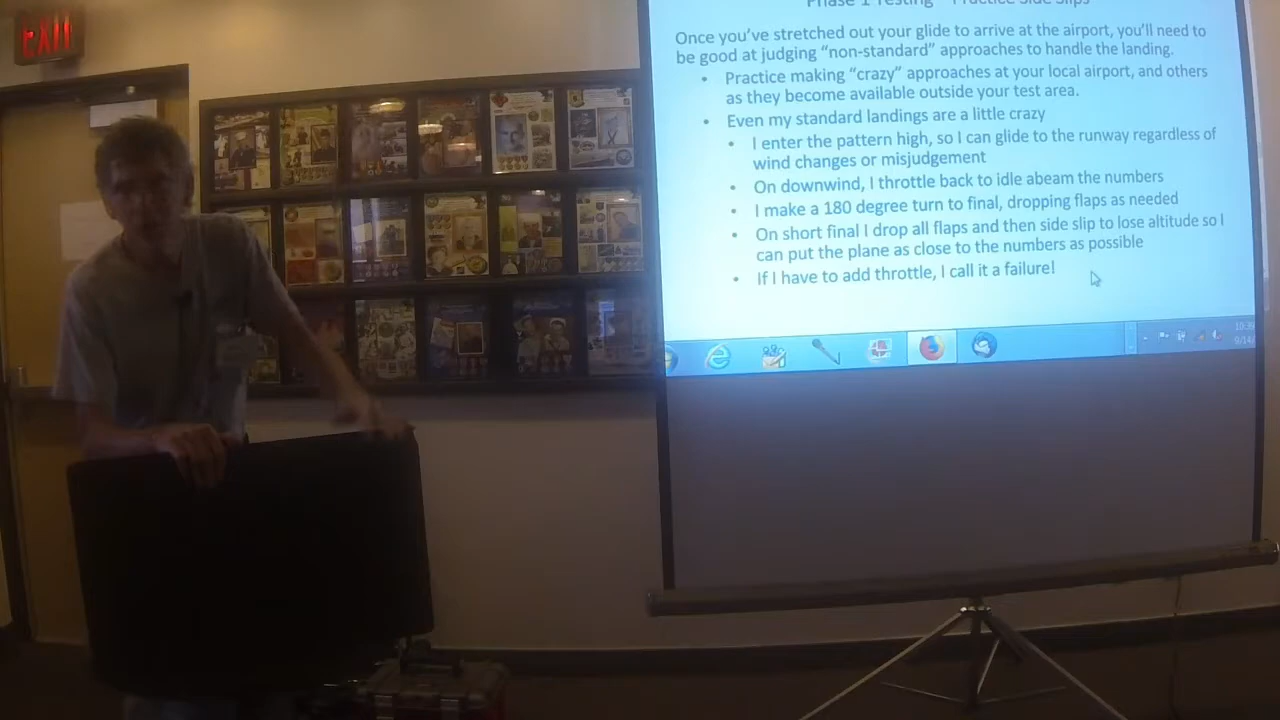 EXIT
Phase 1 Testing – Practice Side Slips
Once you've stretched out your glide to arrive at the airport, you'll need to
be good at judging "non-standard" approaches to handle the landing.
• Practice making "crazy" approaches at your local airport, and others
as they become available outside your test area.
• Even my standard landings are a little crazy
• I enter the pattern high, so I can glide to the runway regardless of
wind changes or misjudgement
• On downwind, I throttle back to idle abeam the numbers
• I make a 180 degree turn to final, dropping flaps as needed
• On short final I drop all flaps and then side slip to lose altitude so I
can put the plane as close to the numbers as possible
• If I have to add throttle, I call it a failure!